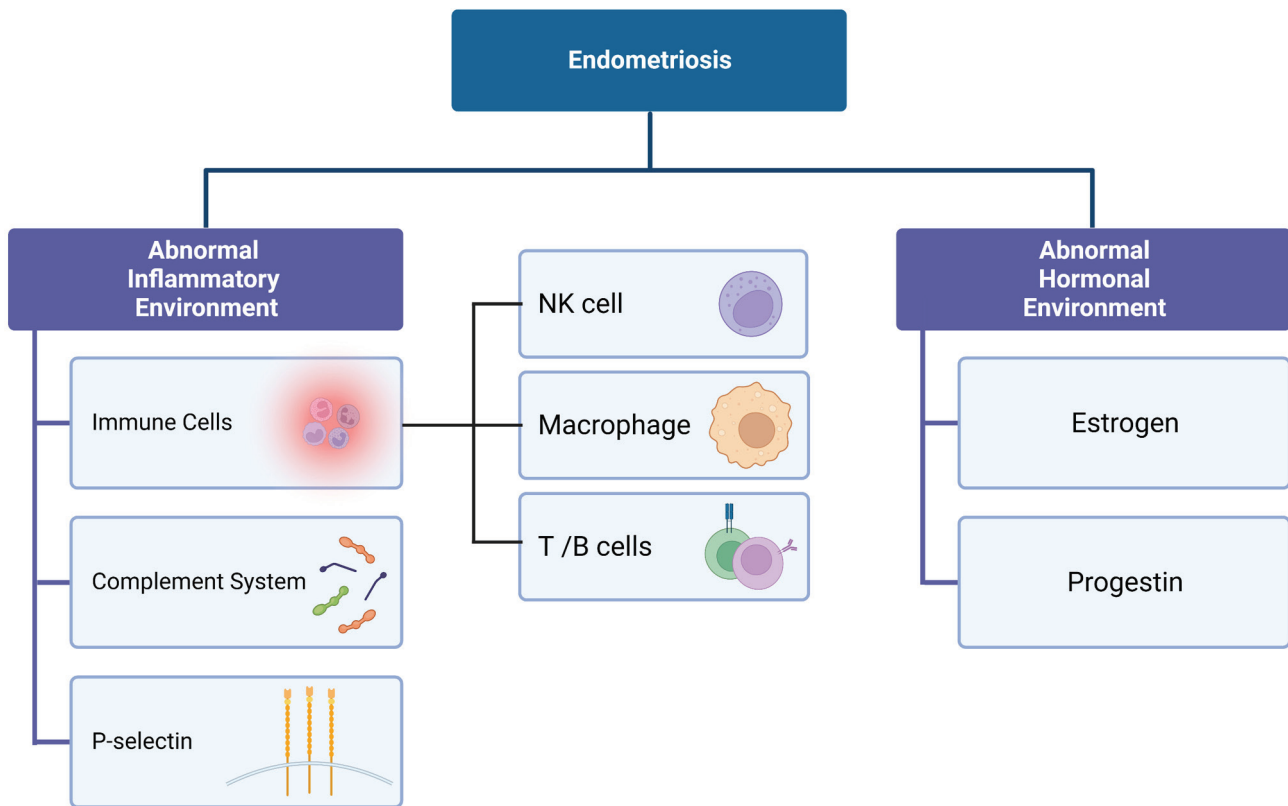 Endometriosis
Abnormal
Inflammatory
Environment
Immune Cells
Complement System
P-selectin
NK cell
Macrophage
T /B cells
Abnormal
Hormonal
Environment
Estrogen
Progestin